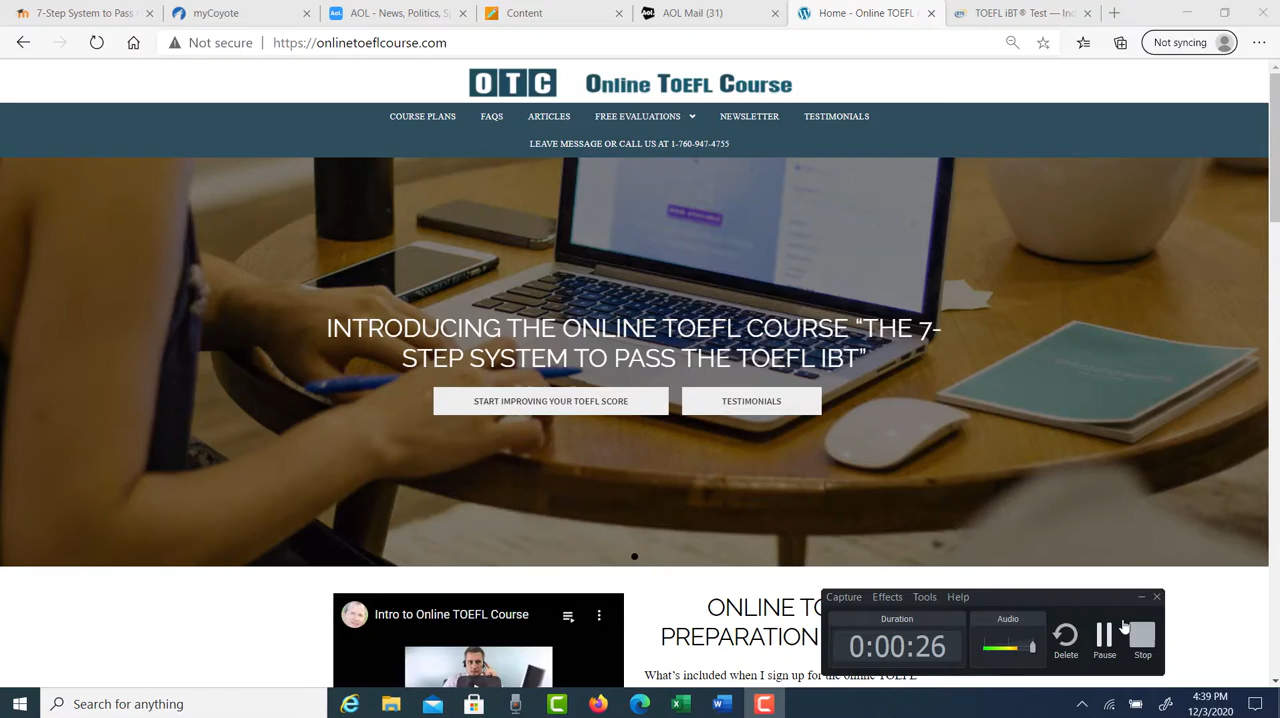 7-Step System to Pass
myCoyote
AOL - News, Politics, S
Content
AOL Mail (31)
Home - Online TOEFL
TOEFL iBT® Test — In
Not secure
https://onlinetoeflcourse.com
Not syncing
OTC Online TOEFL Course
COURSE PLANS FAQS ARTICLES FREE EVALUATIONS NEWSLETTER TESTIMONIALS
LEAVE MESSAGE OR CALL US AT 1-760-947-4755
INTRODUCING THE ONLINE TOEFL COURSE “THE 7-
STEP SYSTEM TO PASS THE TOEFL IBT”
START IMPROVING YOUR TOEFL SCORE
TESTIMONIALS
Intro to Online TOEFL Course
ONLINE TO
PREPARATION
What's included when I sign up for the online TOEFL
Capture Effects Tools Help
Duration
0:00:26
Audio
Delete
Pause
Stop
Search for anything
4:39 PM
12/3/2020